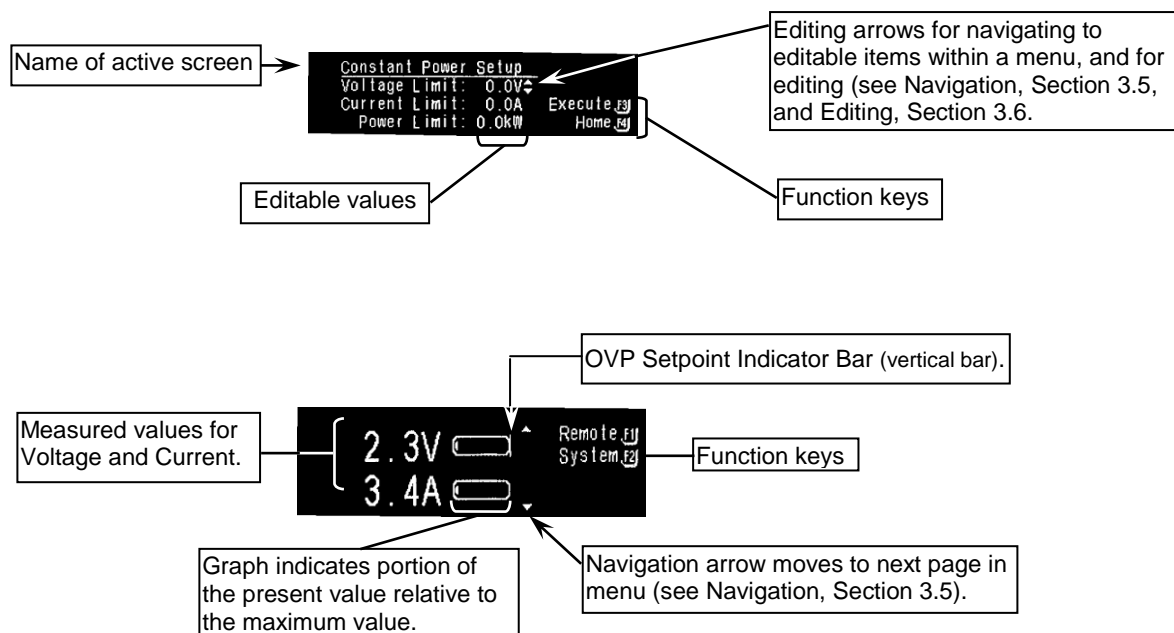 Name of active screen
Constant Power Setup
Voltage Limit: 0.0V
Current Limit: 0.0A Execute F3
Power Limit: 0.0kW Home F4
Editing arrows for navigating to
editable items within a menu, and for
editing (see Navigation, Section 3.5,
and Editing, Section 3.6.
Editable values
Function keys
OVP Setpoint Indicator Bar (vertical bar).
Measured values for
Voltage and Current.
2.3V
3.4A
Remote F1
System F2
Function keys
Graph indicates portion of
the present value relative to
the maximum value.
Navigation arrow moves to next page in
menu (see Navigation, Section 3.5).